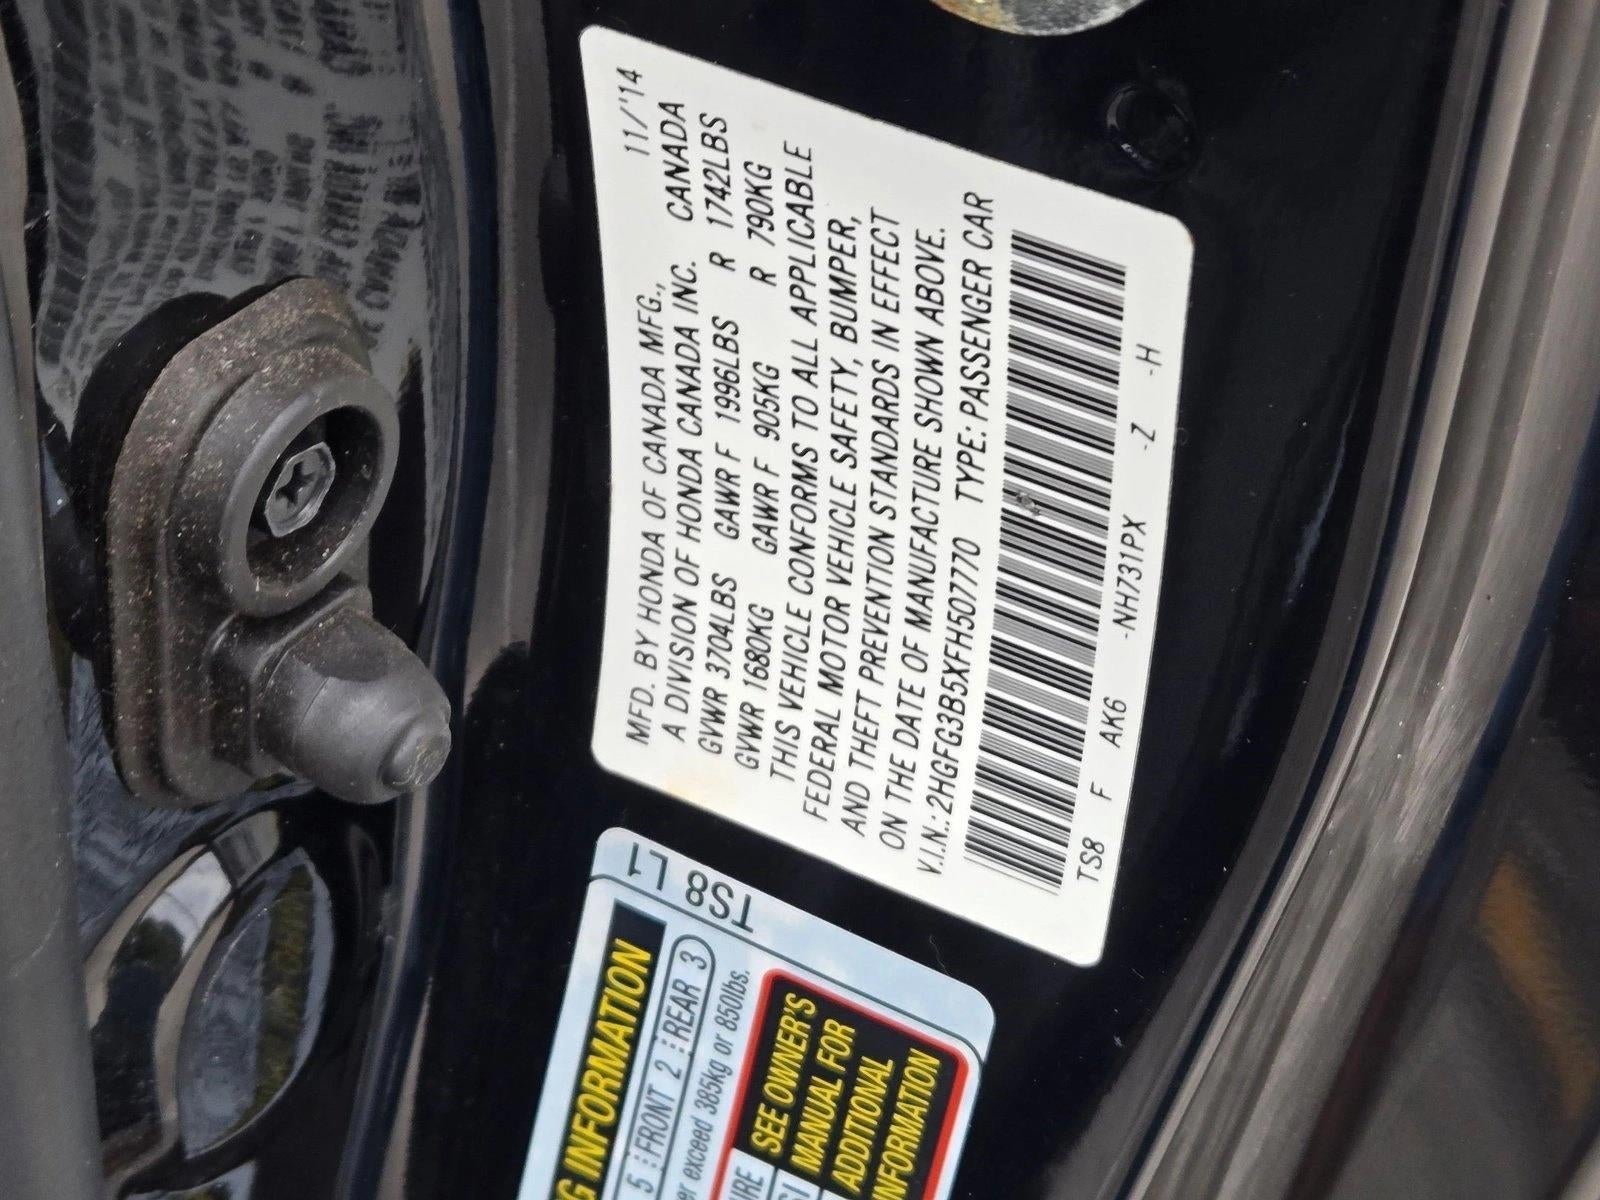 11/'14
MFD. BY HONDA OF CANADA MFG.,
A DIVISION OF HONDA CANADA INC. CANADA
GVWR 3704LBS GAWR F 1996LBS R 1742LBS
GVWR 1680KG GAWR F 905KG R 790KG
THIS VEHICLE CONFORMS TO ALL APPLICABLE
FEDERAL MOTOR VEHICLE SAFETY, BUMPER,
AND THEFT PREVENTION STANDARDS IN EFFECT
ON THE DATE OF MANUFACTURE SHOWN ABOVE.
V.I.N.: 2HGFG3B5XFH507770 TYPE: PASSENGER CAR
TS8 F AK6 -NH731PX -Z -H
TS8
INFORMATION
5 FRONT 2 REAR 3
exceed 385kg or 850lbs.
SEE OWNER'S
MANUAL FOR
ADDITIONAL
INFORMATION